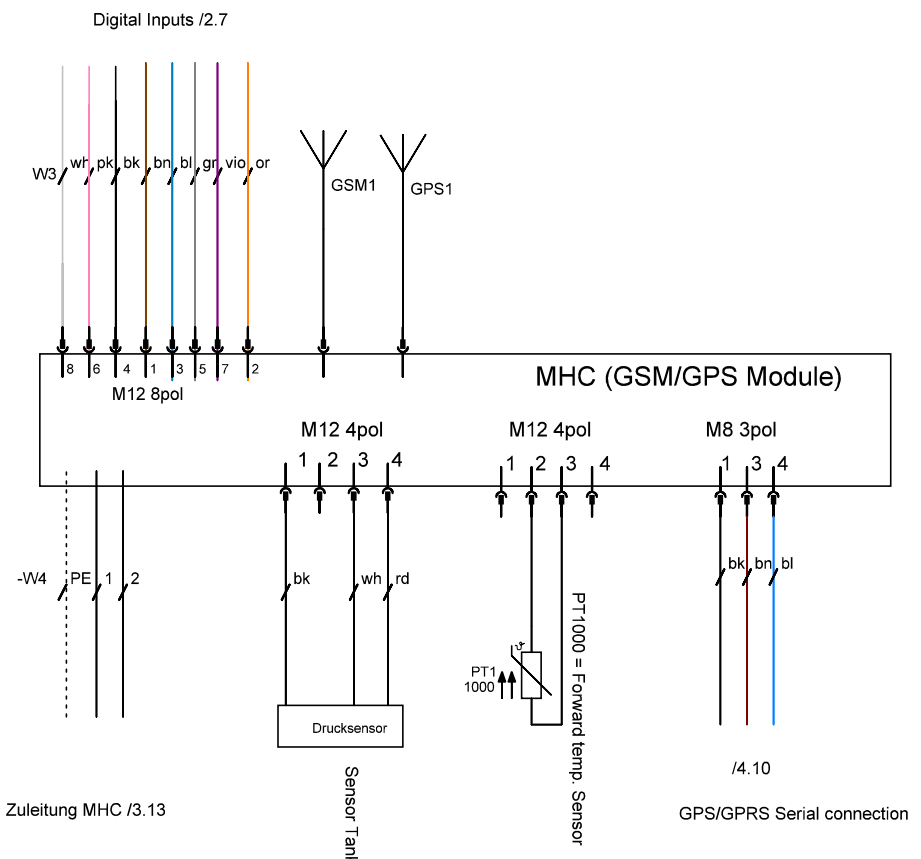 Digital Inputs /2.7
W3 wh pk bk bn bl gr vio or
GSM1
GPS1
8 6 4 1 3 5 7 2
M12 8pol
MHC (GSM/GPS Module)
M12 4pol
1 2 3 4
M12 4pol
1 2 3 4
M8 3pol
1 3 4
-W4 PE 1 2
bk wh rd
bk bn bl
ϑ
PT1
1000
PT1000 = Forward temp. Sensor
Drucksensor
Sensor Tank
Zuleitung MHC /3.13
/4.10
GPS/GPRS Serial connection